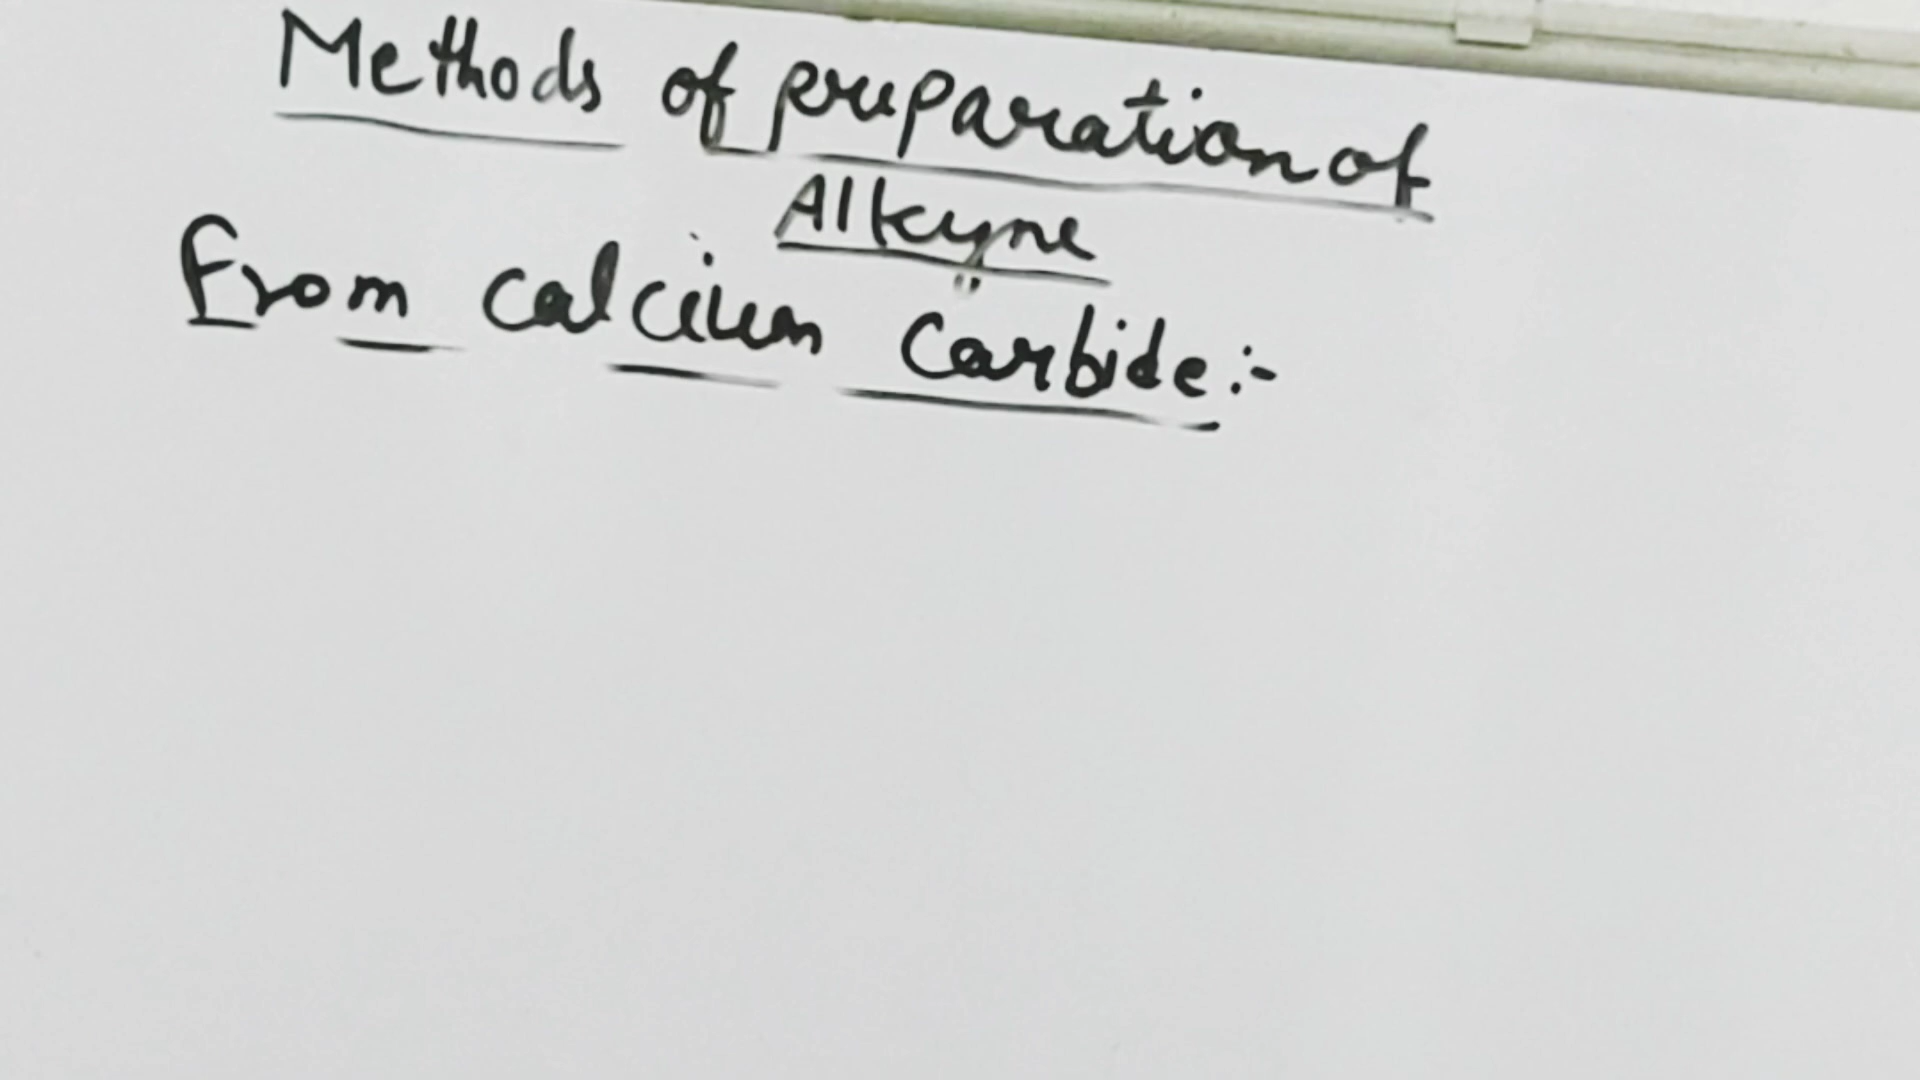 Methods of preparation of
Alkyne
From calcium Carbide:-